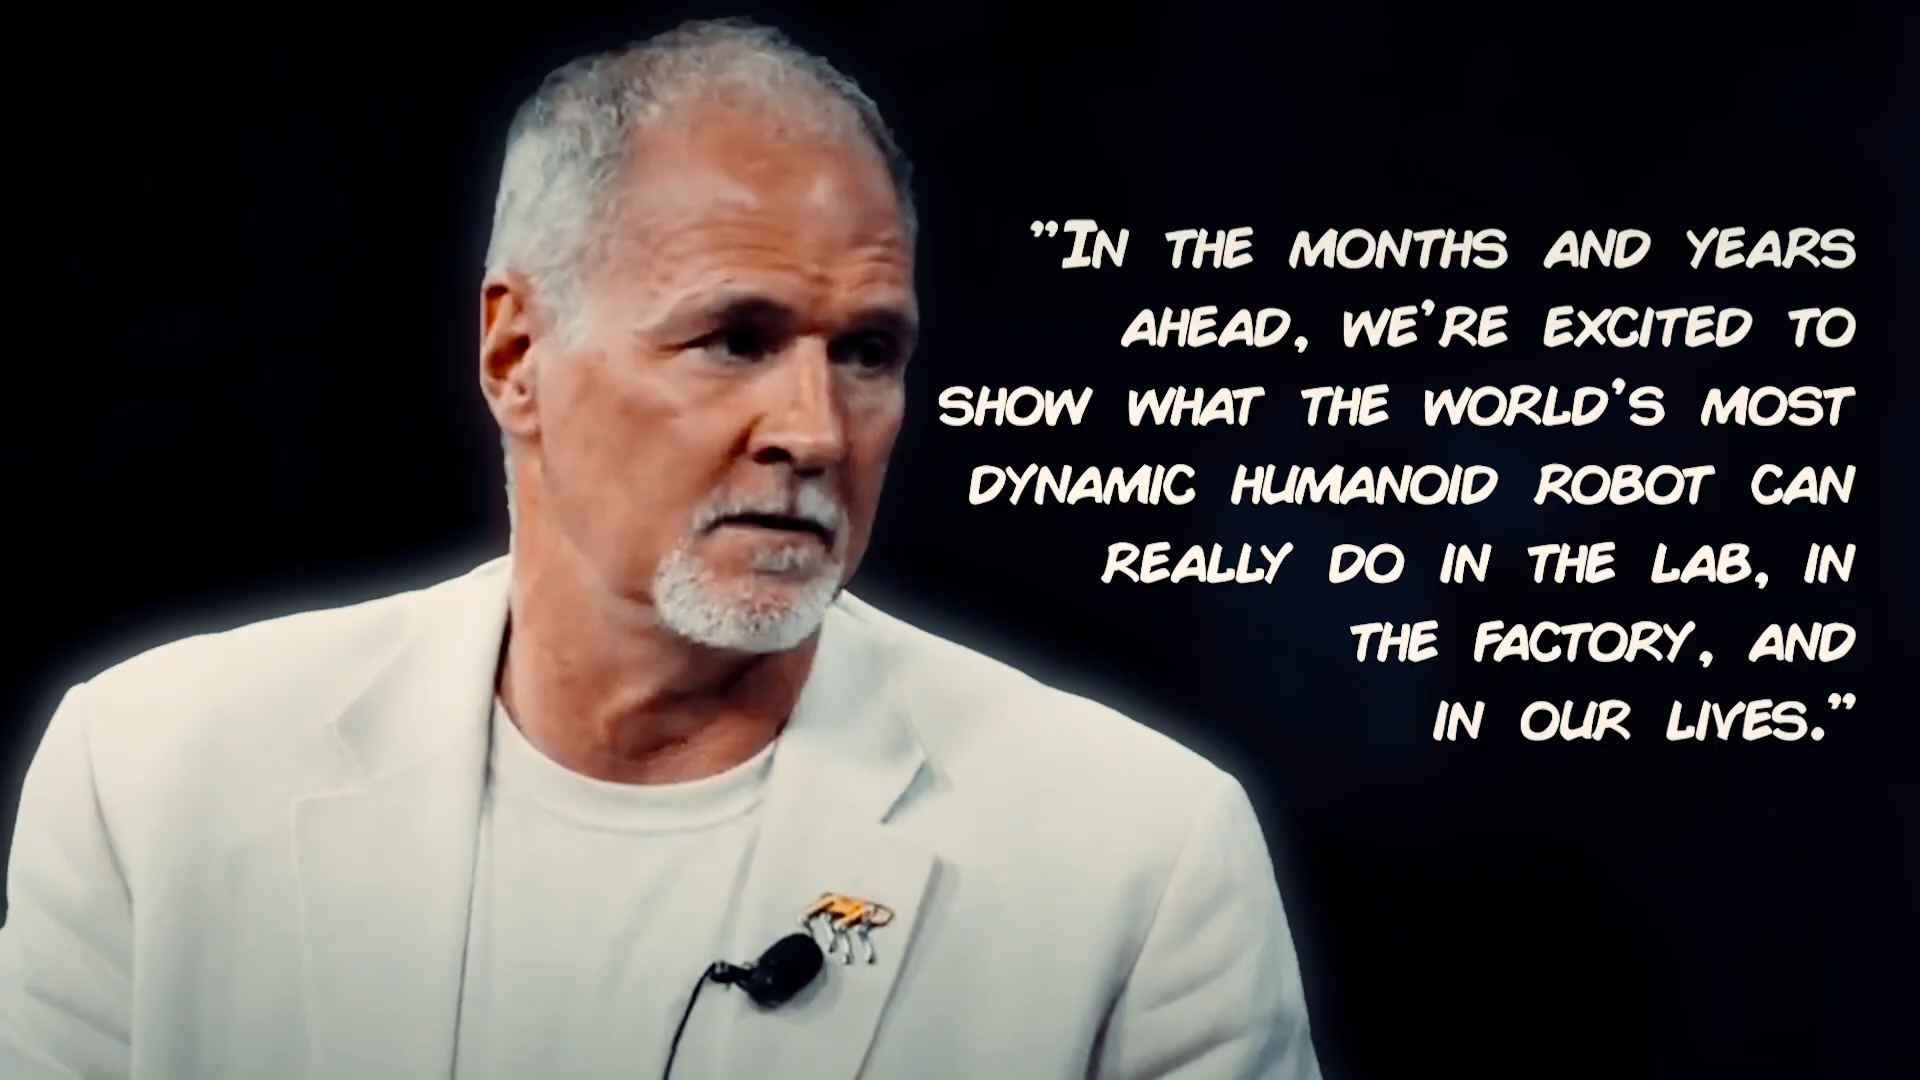 "In the months and years
ahead, we're excited to
show what the world's most
dynamic humanoid robot can
really do in the lab, in
the factory, and
in our lives."